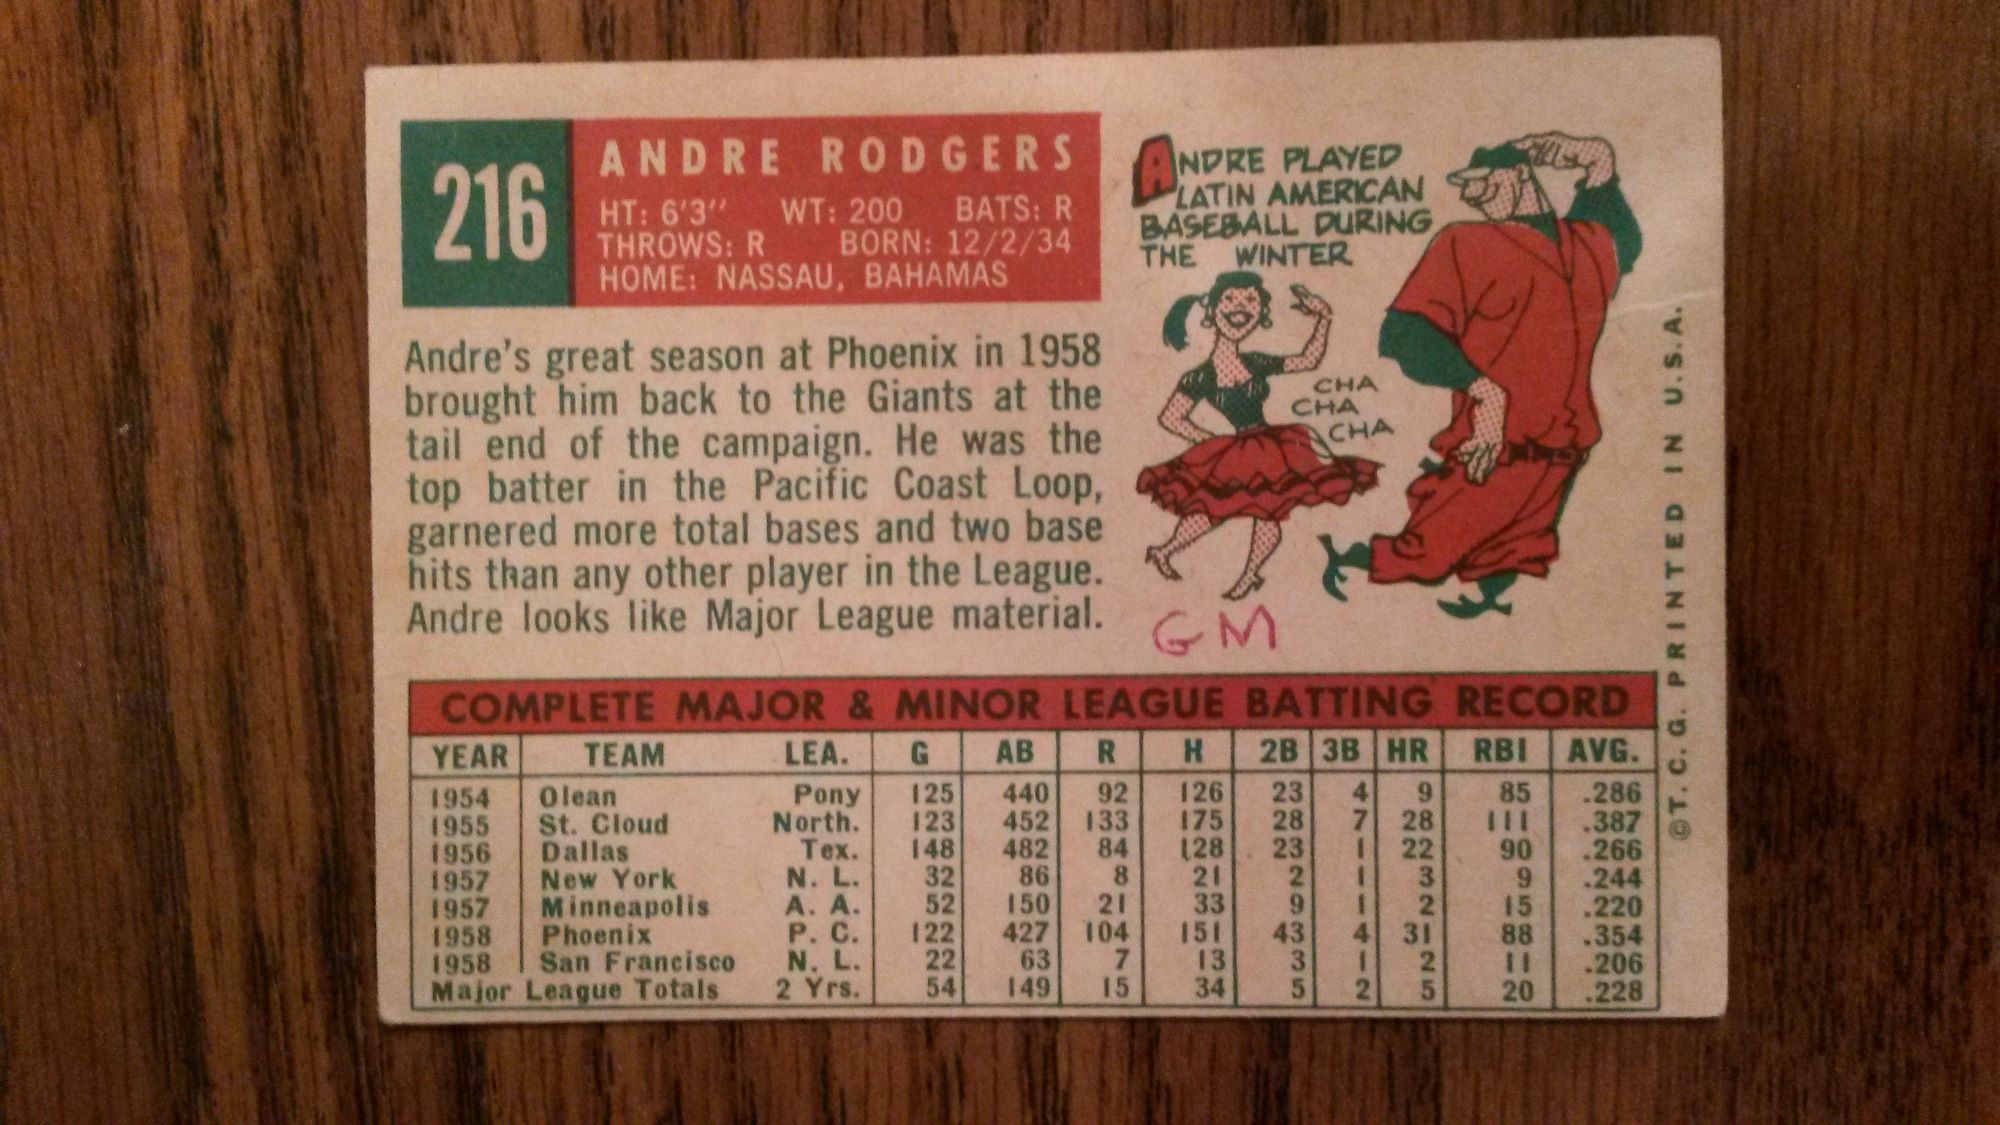 216
ANDRE RODGERS
HT: 6'3" WT: 200 BATS: R
THROWS: R BORN: 12/2/34
HOME: NASSAU, BAHAMAS
Andre's great season at Phoenix in 1958
brought him back to the Giants at the
tail end of the campaign. He was the
top batter in the Pacific Coast Loop,
garnered more total bases and two base
hits than any other player in the League.
Andre looks like Major League material.
ANDRE PLAYED
LATIN AMERICAN
BASEBALL DURING
THE WINTER
CHA
CHA
CHA
GM
COMPLETE MAJOR & MINOR LEAGUE BATTING RECORD
YEAR TEAM LEA. G AB R H 2B 3B HR RBI AVG.
1954 Olean Pony 125 440 92 126 23 4 9 85 .286
1955 St. Cloud North. 123 452 133 175 28 7 28 111 .387
1956 Dallas Tex. 148 482 84 128 23 1 22 90 .266
1957 New York N. L. 32 86 8 21 2 1 3 9 .244
1957 Minneapolis A. A. 52 150 21 33 9 1 2 15 .220
1958 Phoenix P. C. 122 427 104 151 43 4 31 88 .354
1958 San Francisco N. L. 22 63 7 13 3 1 2 11 .206
Major League Totals 2 Yrs. 54 149 15 34 5 2 5 20 .228
©T. C. G. PRINTED IN U.S.A.